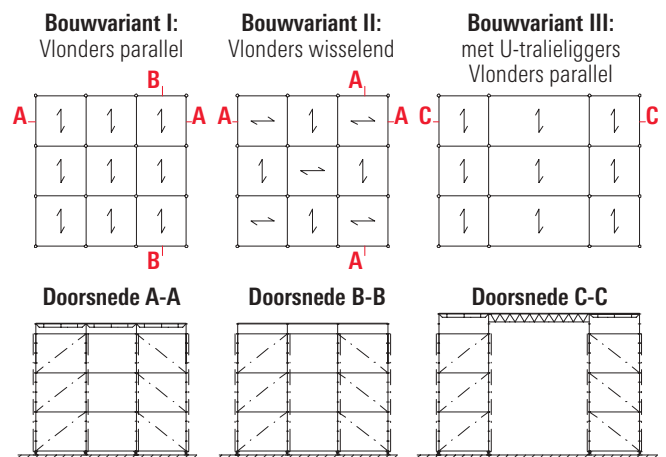 Bouwvariant I:
Vlonders parallel
Bouwvariant II:
Vlonders wisselend
Bouwvariant III:
met U-tralieliggers
Vlonders parallel
B
A
A
B
A
A
A
A
C
C
Doorsnede A-A
Doorsnede B-B
Doorsnede C-C